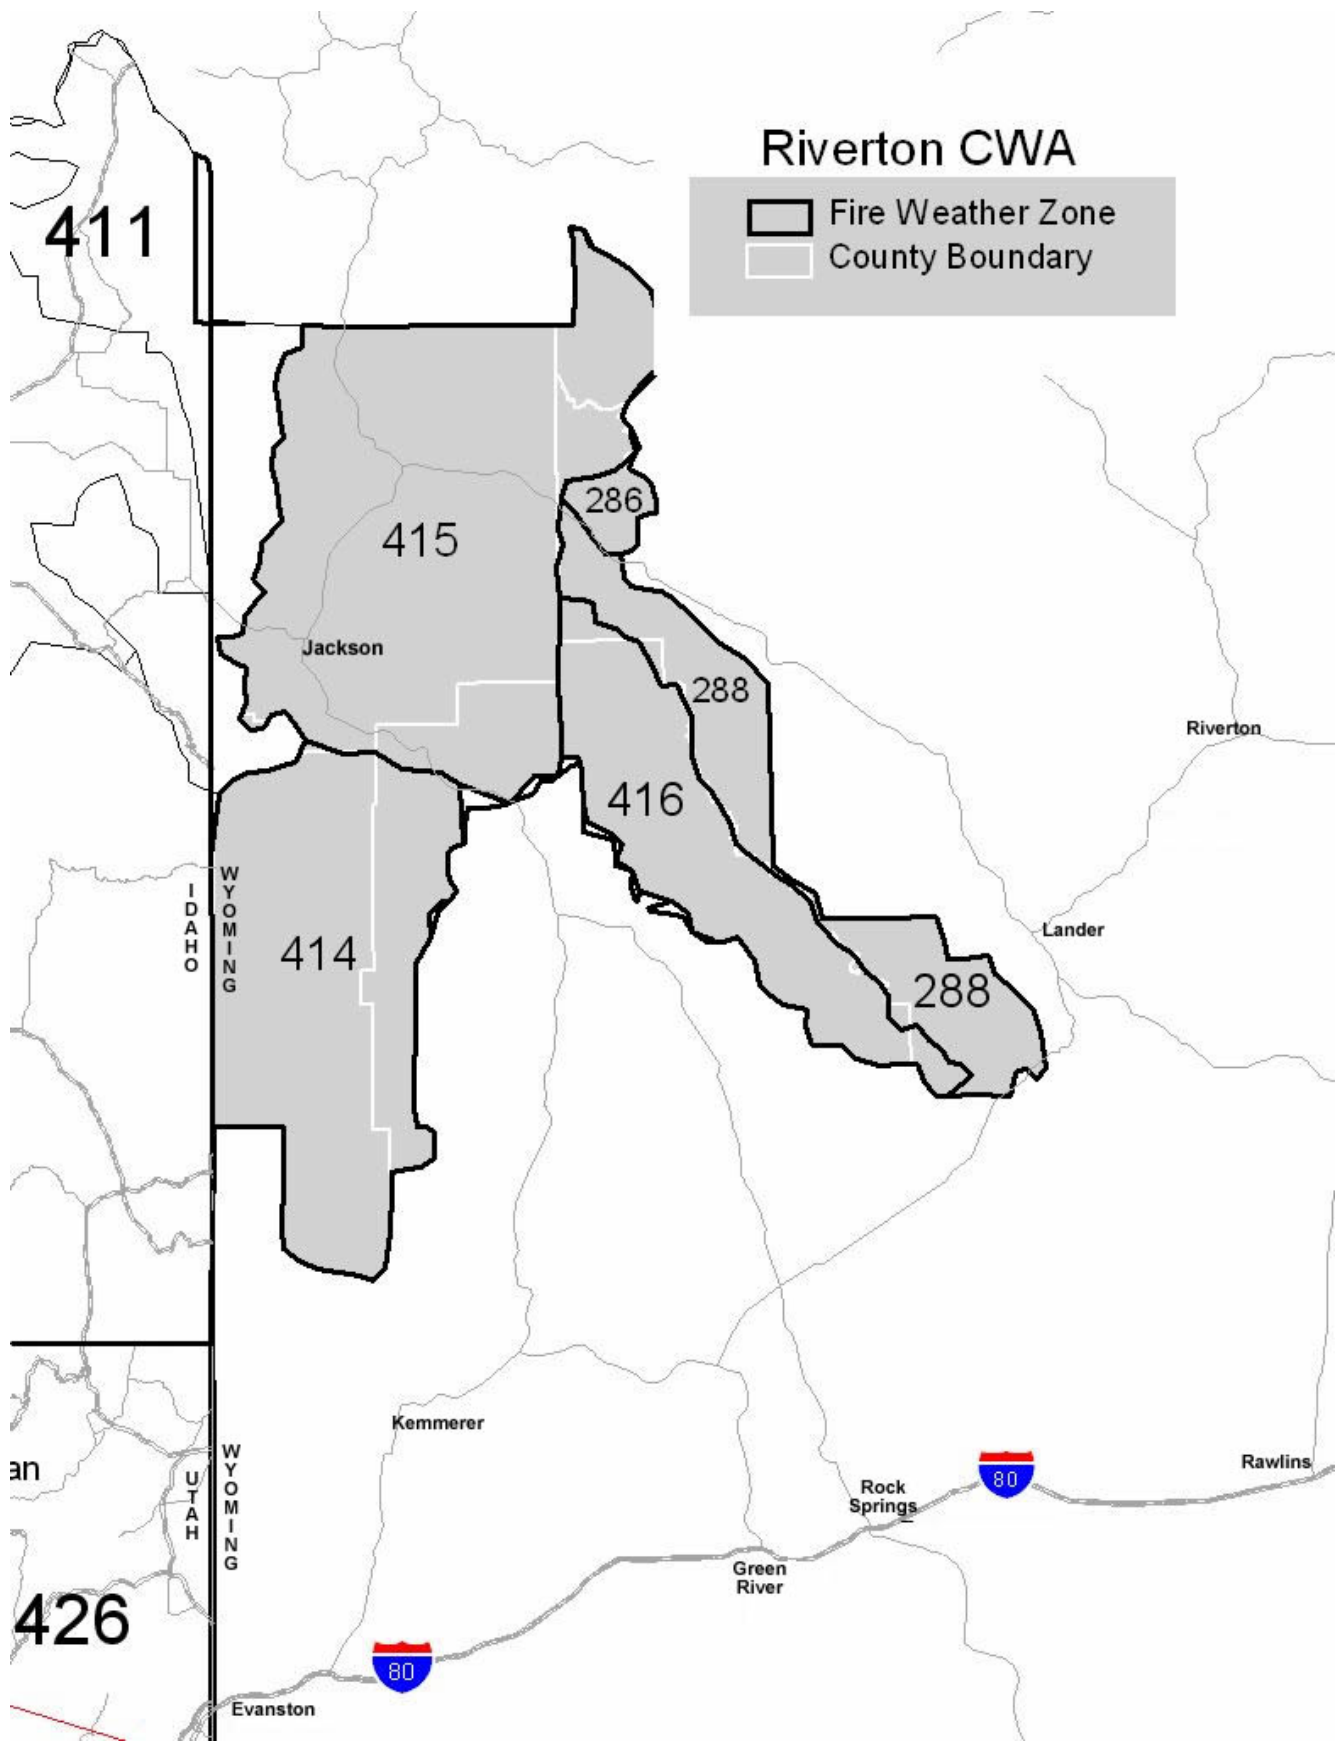 Riverton CWA
Fire Weather Zone
County Boundary
411
286
415
Jackson
288
Riverton
416
IDAHO
WYOMING
Lander
414
288
Kemmerer
an
UTAH
WYOMING
80
Rawlins
Rock
Springs
Green
River
426
80
Evanston